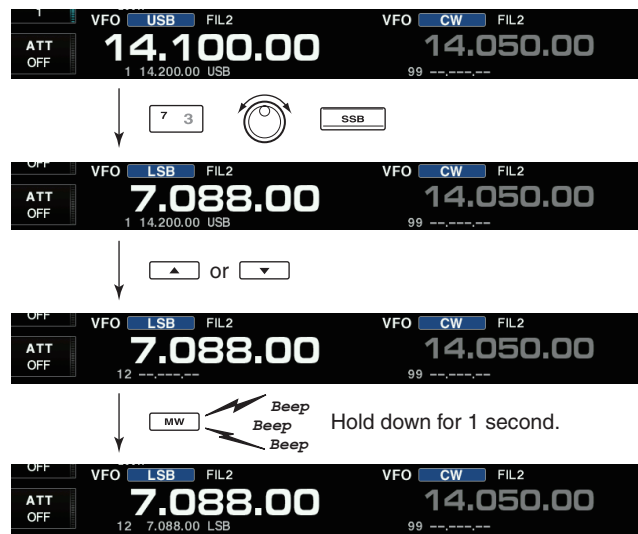 1
VFO USB FIL2 VFO CW FIL2
ATT 14.100.00 14.050.00
OFF
1 14.200.00 USB 99 --.---.--
7 3 SSB
OFF
VFO LSB FIL2 VFO CW FIL2
ATT 7.088.00 14.050.00
OFF
1 14.200.00 USB 99 --.---.--
or
OFF
VFO LSB FIL2 VFO CW FIL2
ATT 7.088.00 14.050.00
OFF
12 --.---.-- 99 --.---.--
MW Beep
Beep Hold down for 1 second.
Beep
OFF
VFO LSB FIL2 VFO CW FIL2
ATT 7.088.00 14.050.00
OFF
12 7.088.00 LSB 99 --.---.--